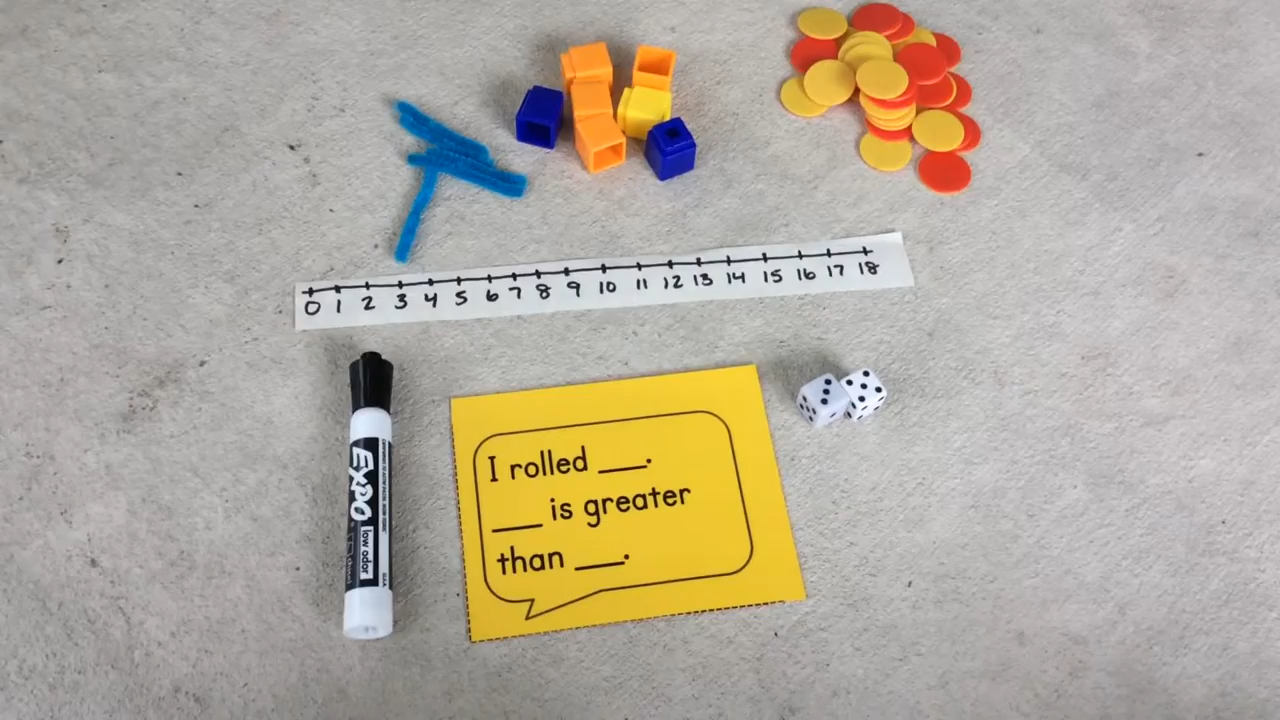 0 1 2 3 4 5 6 7 8 9 10 11 12 13 14 15 16 17 18
EXPO
low odor
I rolled ___.
___ is greater
than ___.